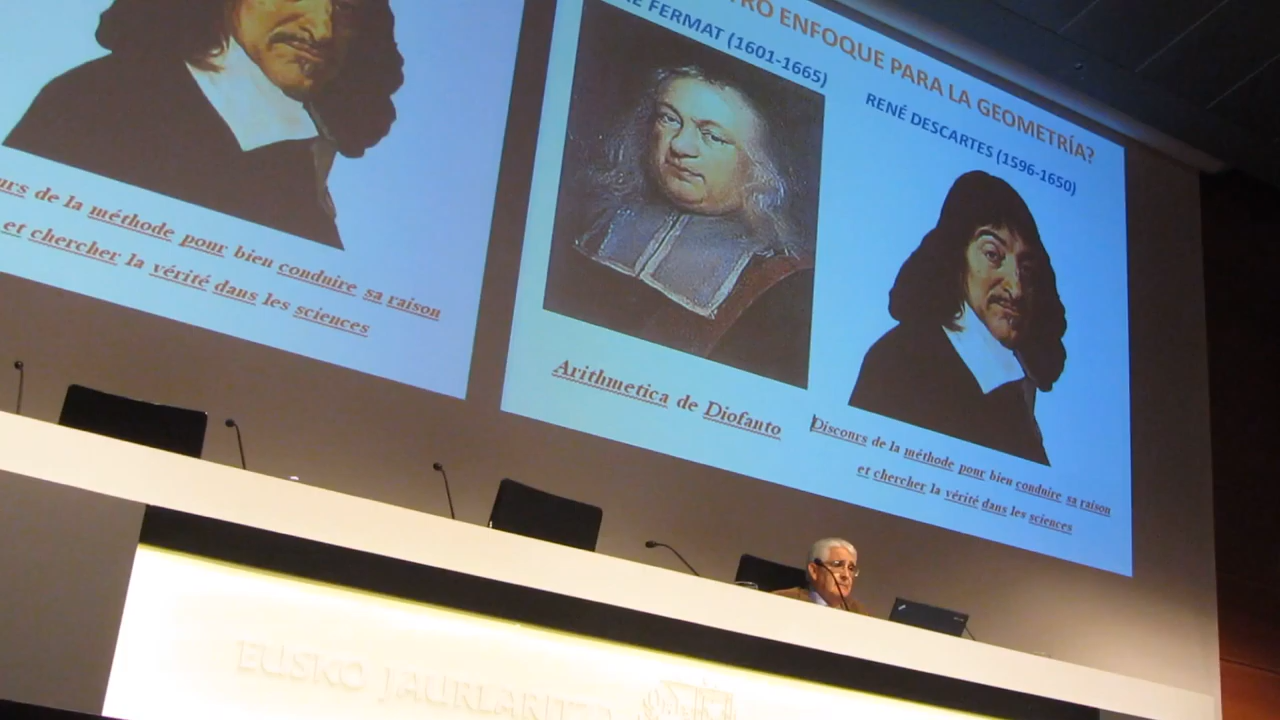 urs de la méthode pour bien conduire sa raison
et chercher la vérité dans les sciences
TRO ENFOQUE PARA LA GEOMETRÍA?
RE FERMAT (1601-1665)
RENÉ DESCARTES (1596-1650)
Arithmetica de Diofanto
Discours de la méthode pour bien conduire sa raison
et chercher la vérité dans les sciences
EUSKO JAURLARITZA